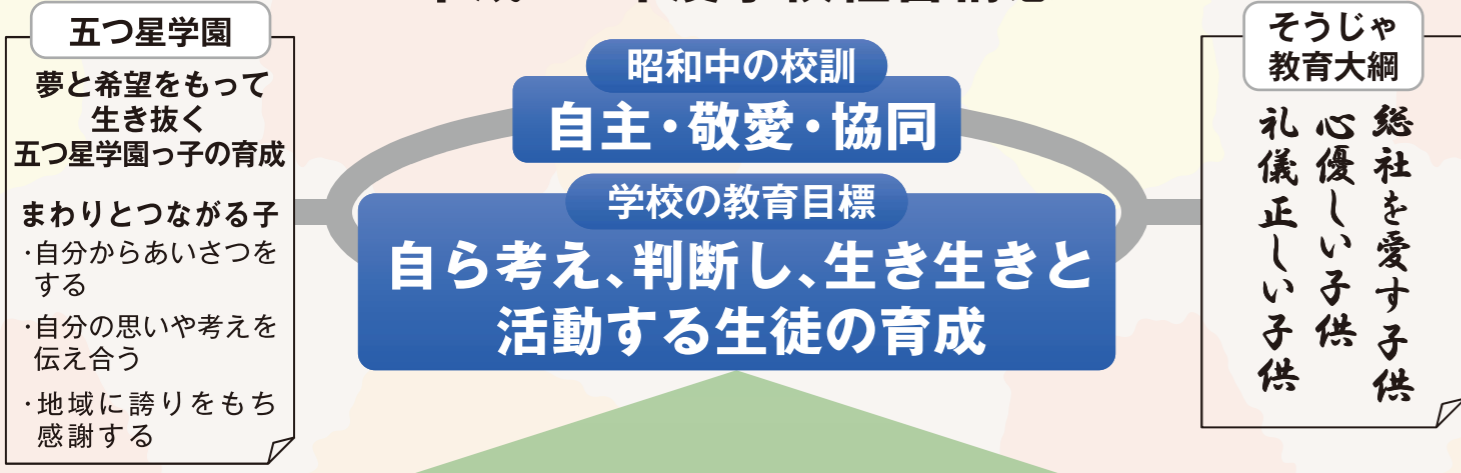 五つ星学園
夢と希望をもって
生き抜く
五つ星学園っ子の育成
まわりとつながる子
・自分からあいさつを
する
・自分の思いや考えを
伝え合う
・地域に誇りをもち
感謝する
昭和中の校訓
自主・敬愛・協同
学校の教育目標
自ら考え、判断し、生き生きと
活動する生徒の育成
そうじゃ
教育大綱
総社を愛す子供
心優しい子供
礼儀正しい子供